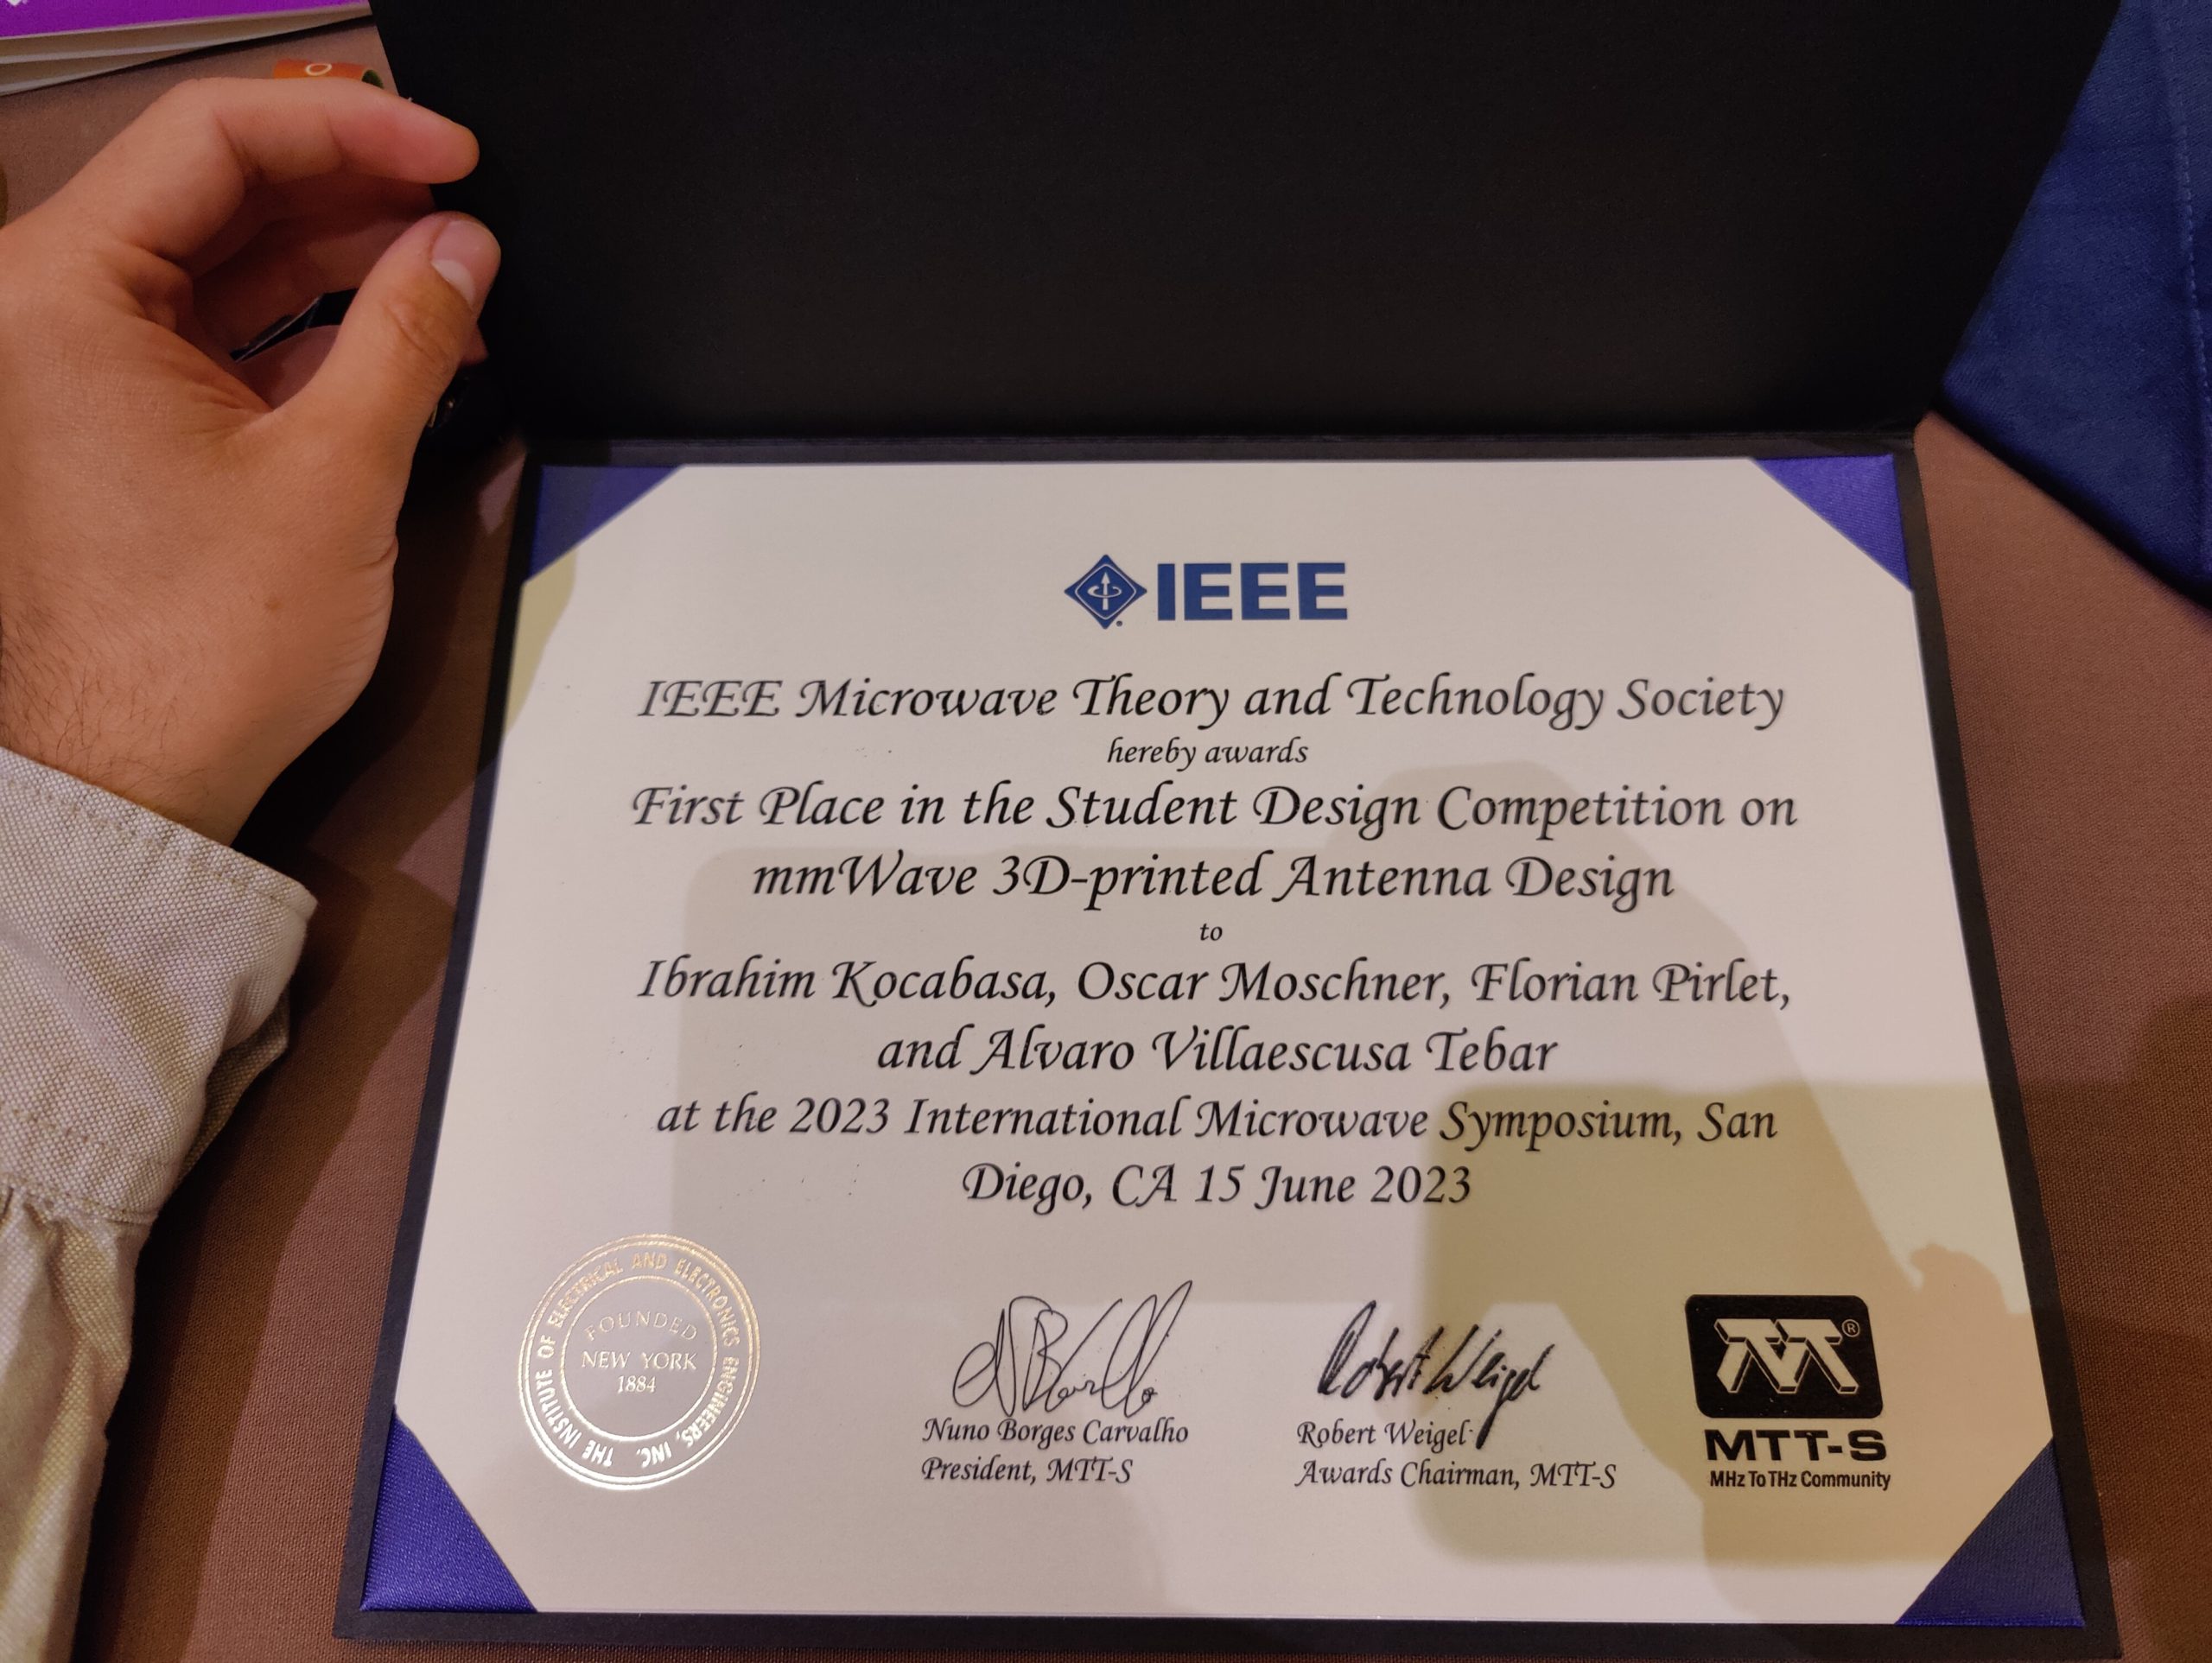 IEEE
IEEE Microwave Theory and Technology Society
hereby awards
First Place in the Student Design Competition on
mmWave 3D-printed Antenna Design
to
Ibrahim Kocabasa, Oscar Moschner, Florian Pirlet,
and Alvaro Villaescusa Tebar
at the 2023 International Microwave Symposium, San
Diego, CA 15 June 2023
THE INSTITUTE OF ELECTRICAL AND ELECTRONICS ENGINEERS, INC.
FOUNDED
NEW YORK
1884
Nuno Borges Carvalho
President, MTT-S
Robert Weigel
Robert Weigel
Awards Chairman, MTT-S
MTT®
MTT-S
MHz To THz Community